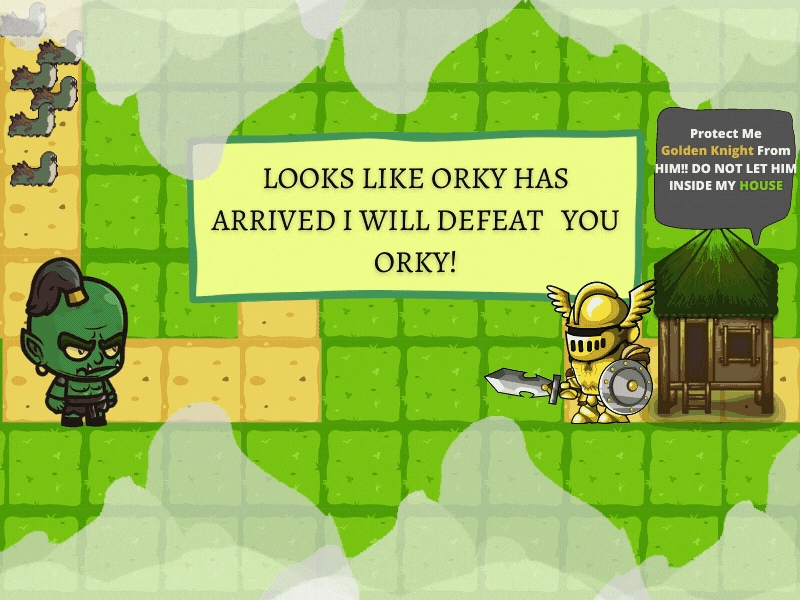 LOOKS LIKE ORKY HAS
ARRIVED I WILL DEFEAT YOU
ORKY!
Protect Me
Golden Knight From
HIM!! DO NOT LET HIM
INSIDE MY HOUSE